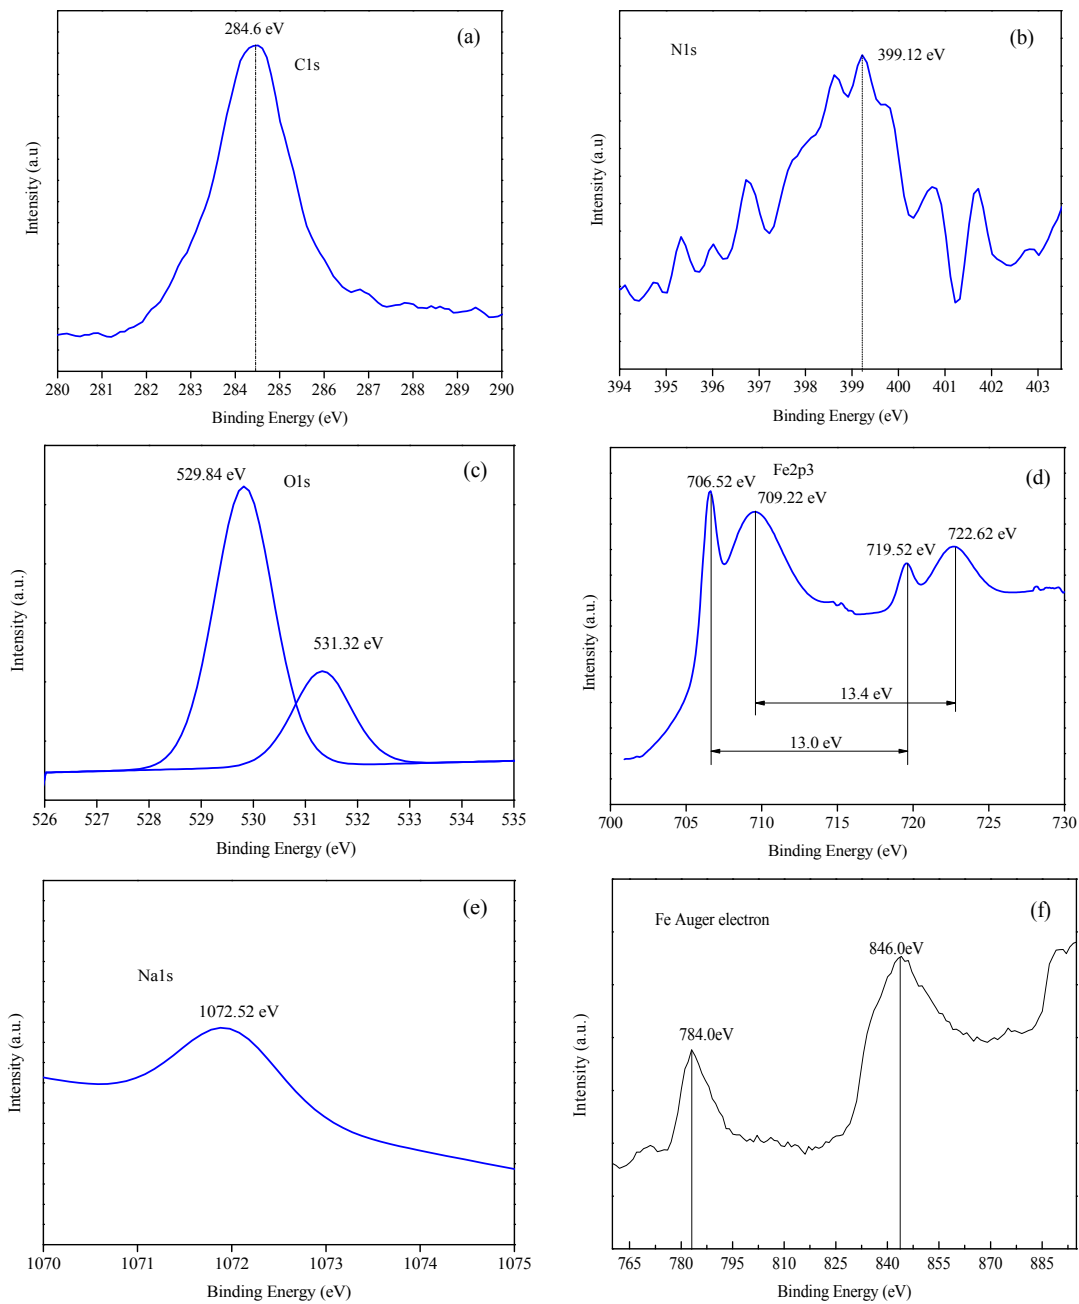 284.6 eV
(a)
C1s
Intensity (a.u)
280 281 282 283 284 285 286 287 288 289 290
Binding Energy (eV)
(b)
N1s
399.12 eV
Intensity (a.u)
394 395 396 397 398 399 400 401 402 403
Binding Energy (eV)
(c)
529.84 eV
O1s
531.32 eV
Intensity (a.u.)
526 527 528 529 530 531 532 533 534 535
Binding Energy (eV)
Fe2p3
(d)
706.52 eV
709.22 eV
719.52 eV
722.62 eV
13.4 eV
13.0 eV
Intensity (a.u.)
700 705 710 715 720 725 730
Binding Energy (eV)
(e)
Na1s
1072.52 eV
Intensity (a.u.)
1070 1071 1072 1073 1074 1075
Binding Energy (eV)
(f)
Fe Auger electron
846.0eV
784.0eV
Intensity (a.u.)
765 780 795 810 825 840 855 870 885
Binding Energy (eV)